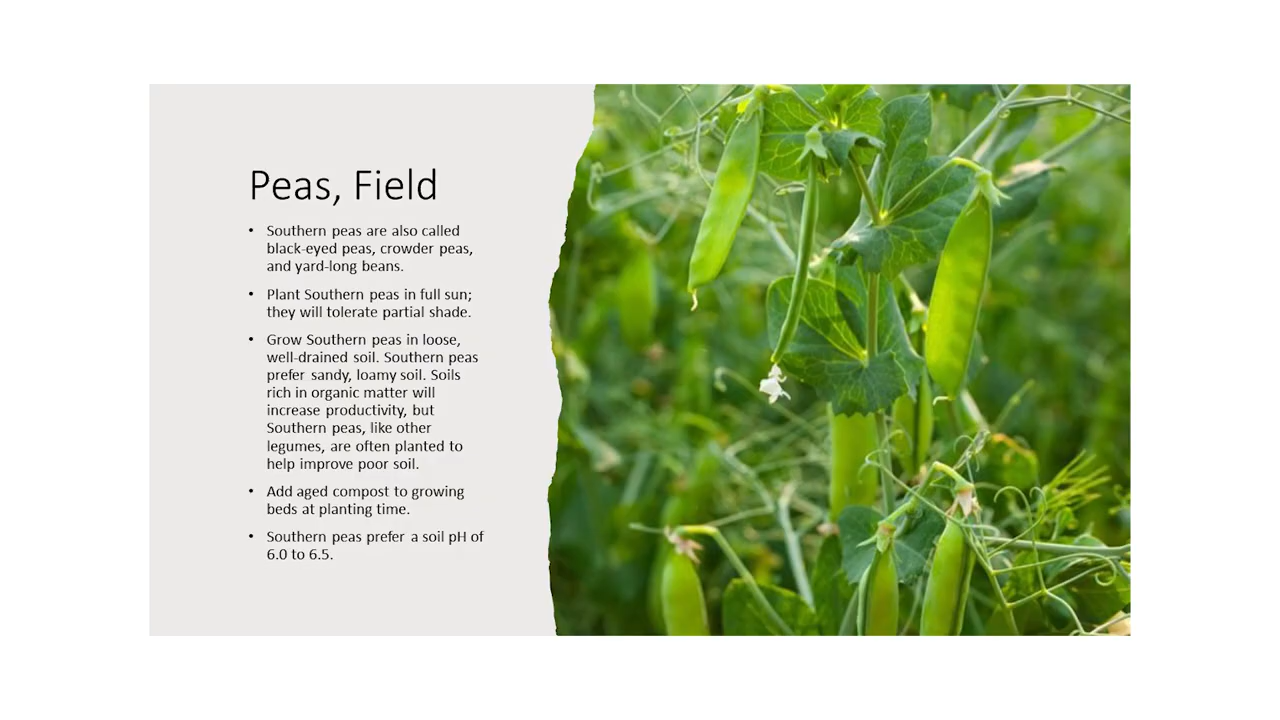 Peas, Field
• Southern peas are also called
black-eyed peas, crowder peas,
and yard-long beans.
• Plant Southern peas in full sun;
they will tolerate partial shade.
• Grow Southern peas in loose,
well-drained soil. Southern peas
prefer sandy, loamy soil. Soils
rich in organic matter will
increase productivity, but
Southern peas, like other
legumes, are often planted to
help improve poor soil.
• Add aged compost to growing
beds at planting time.
• Southern peas prefer a soil pH of
6.0 to 6.5.